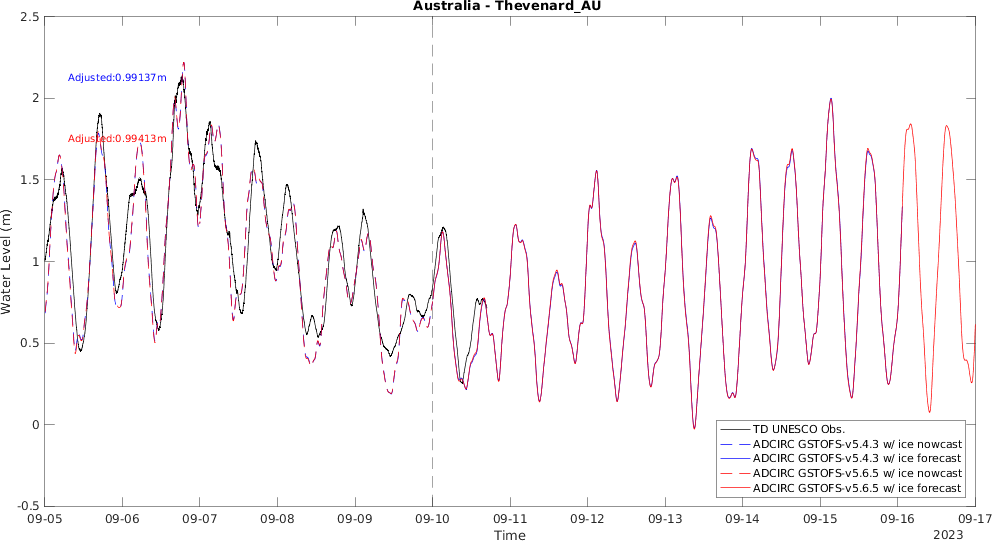 Australia - Thevenard_AU
2.5
2
1.5
1
0.5
0
-0.5
Water Level (m)
Adjusted:0.99137m
Adjusted:0.99413m
TD UNESCO Obs.
ADCIRC GSTOFS-v5.4.3 w/ ice nowcast
ADCIRC GSTOFS-v5.4.3 w/ ice forecast
ADCIRC GSTOFS-v5.6.5 w/ ice nowcast
ADCIRC GSTOFS-v5.6.5 w/ ice forecast
09-05 09-06 09-07 09-08 09-09 09-10 09-11 09-12 09-13 09-14 09-15 09-16 09-17
Time
2023